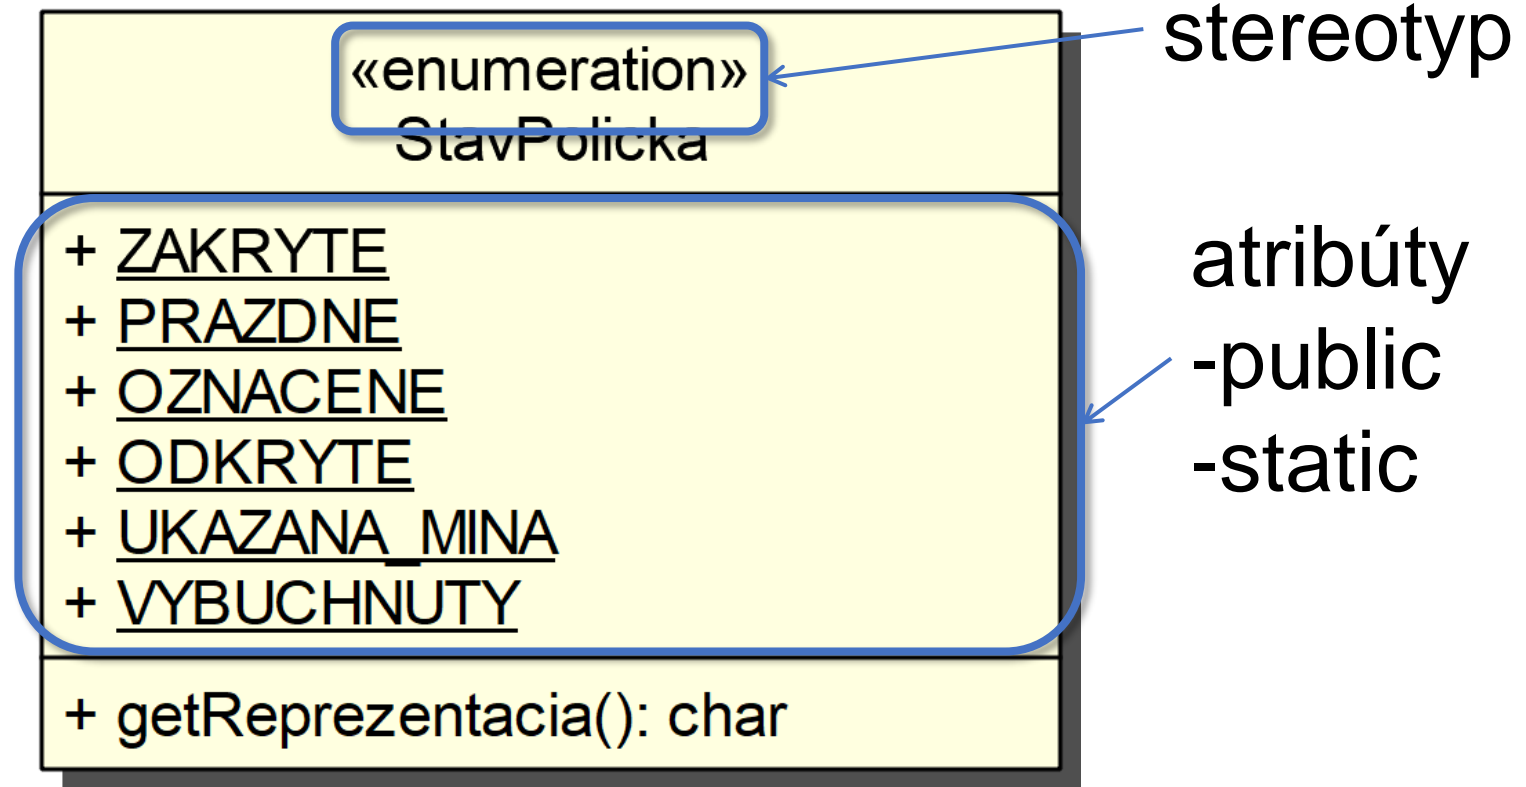 «enumeration»
StavPolicka
+ ZAKRYTE
+ PRAZDNE
+ OZNACENE
+ ODKRYTE
+ UKAZANA_MINA
+ VYBUCHNUTY
+ getReprezentacia(): char
stereotyp
atribúty
-public
-static